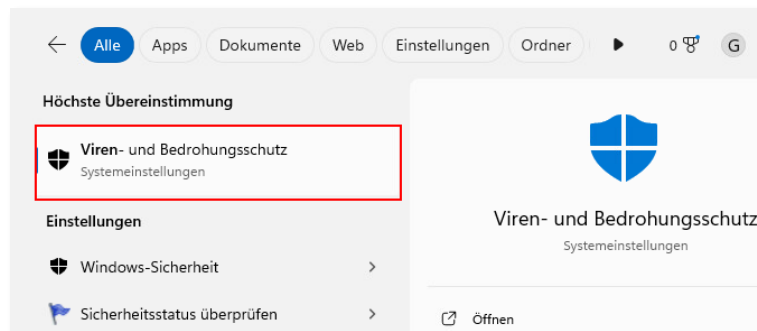 Alle Apps Dokumente Web Einstellungen Ordner 0 G
Höchste Übereinstimmung
Viren- und Bedrohungsschutz
Systemeinstellungen
Einstellungen
Windows-Sicherheit
Sicherheitsstatus überprüfen
Viren- und Bedrohungsschutz
Systemeinstellungen
Öffnen